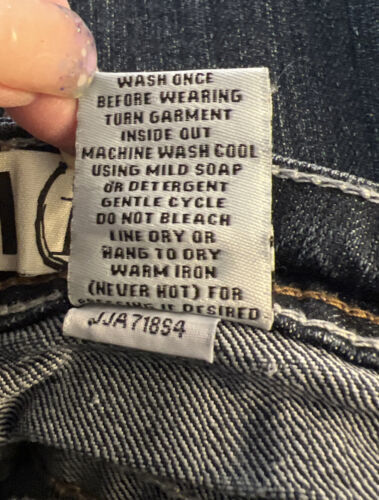 WASH ONCE
BEFORE WEARING
TURN GARMENT
INSIDE OUT
MACHINE WASH COOL
USING MILD SOAP
OR DETERGENT
GENTLE CYCLE
DO NOT BLEACH
LINE DRY OR
HANG TO DRY
WARM IRON
(NEVER HOT) FOR
PRESSING IF DESIRED
JJA718S4